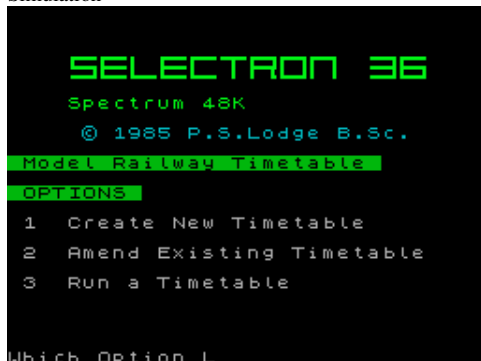 Simulation
SELECTRON 36
Spectrum 48K
© 1985 P.S.Lodge B.Sc.
Model Railway Timetable
OPTIONS
1 Create New Timetable
2 Amend Existing Timetable
3 Run a Timetable
Which Option L